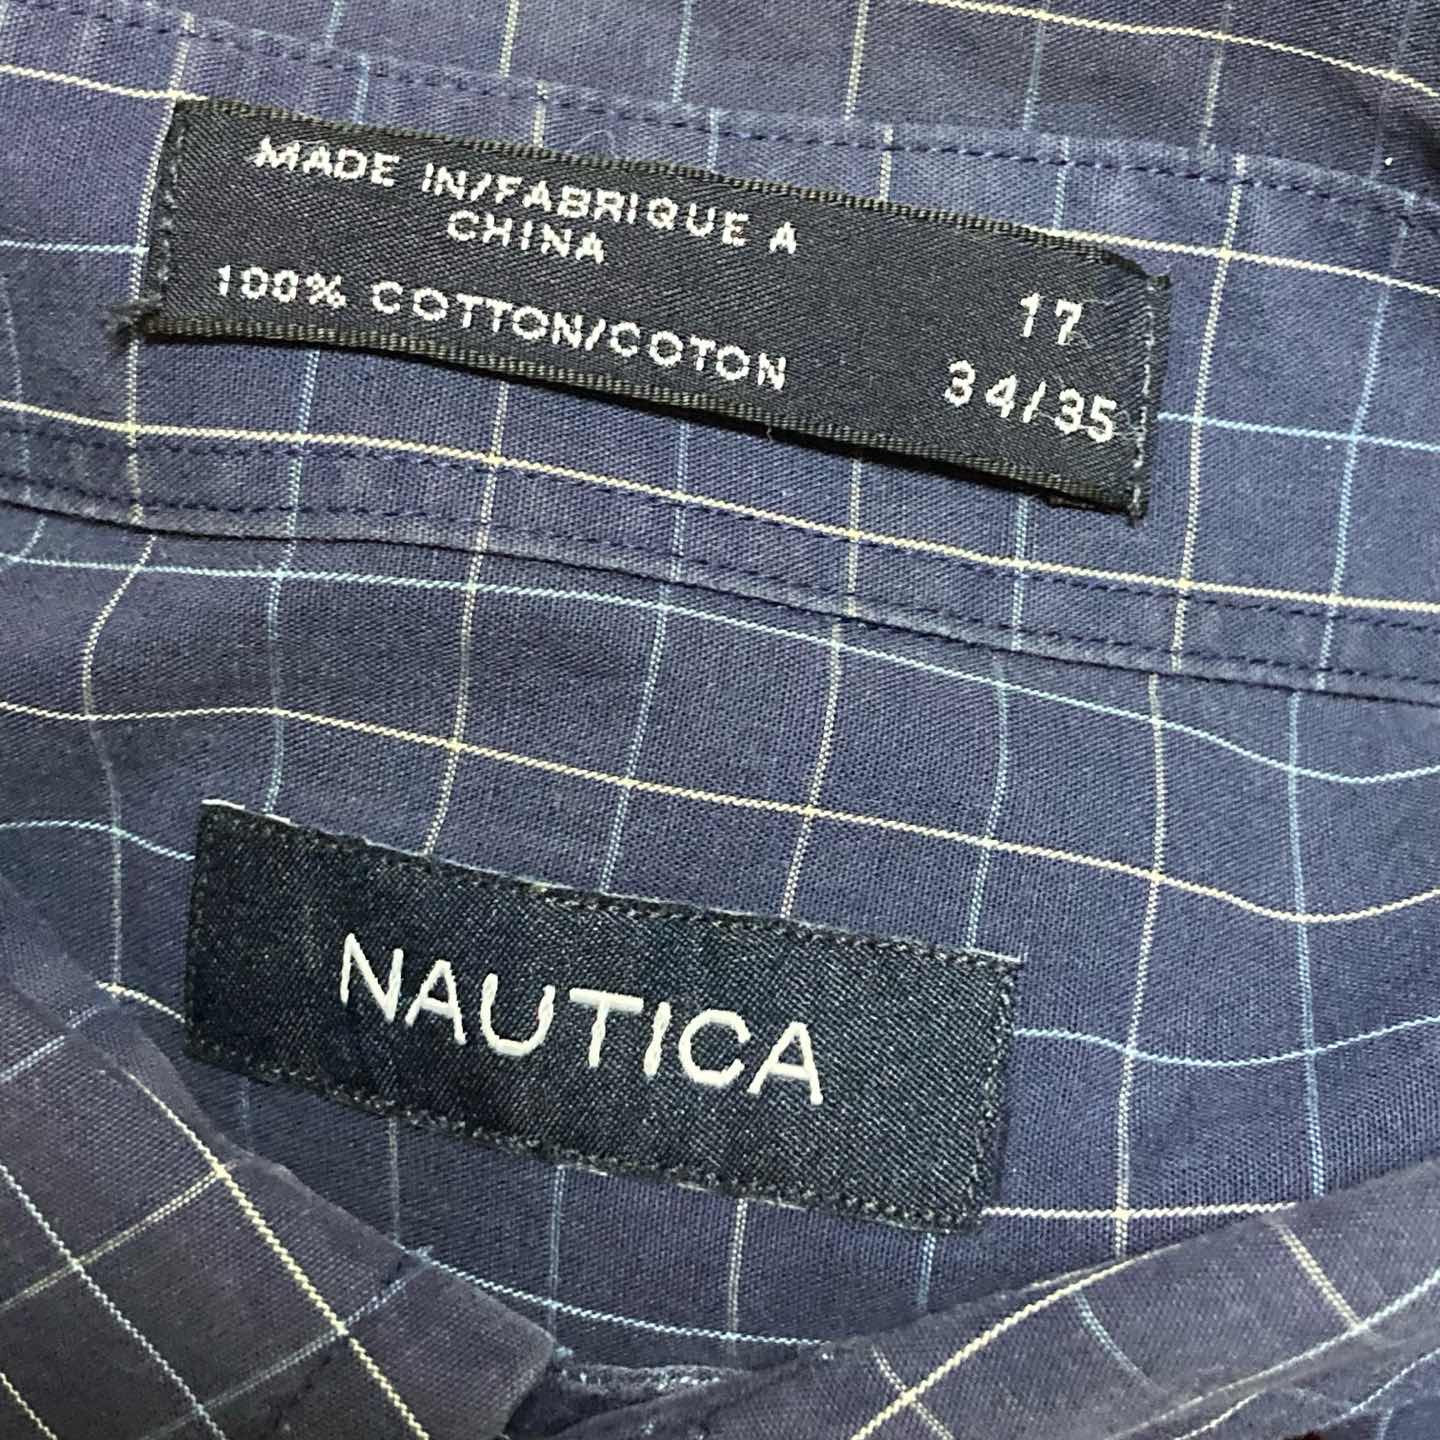 MADE IN/FABRIQUE A
CHINA
100% COTTON/COTON
17
34/35
NAUTICA